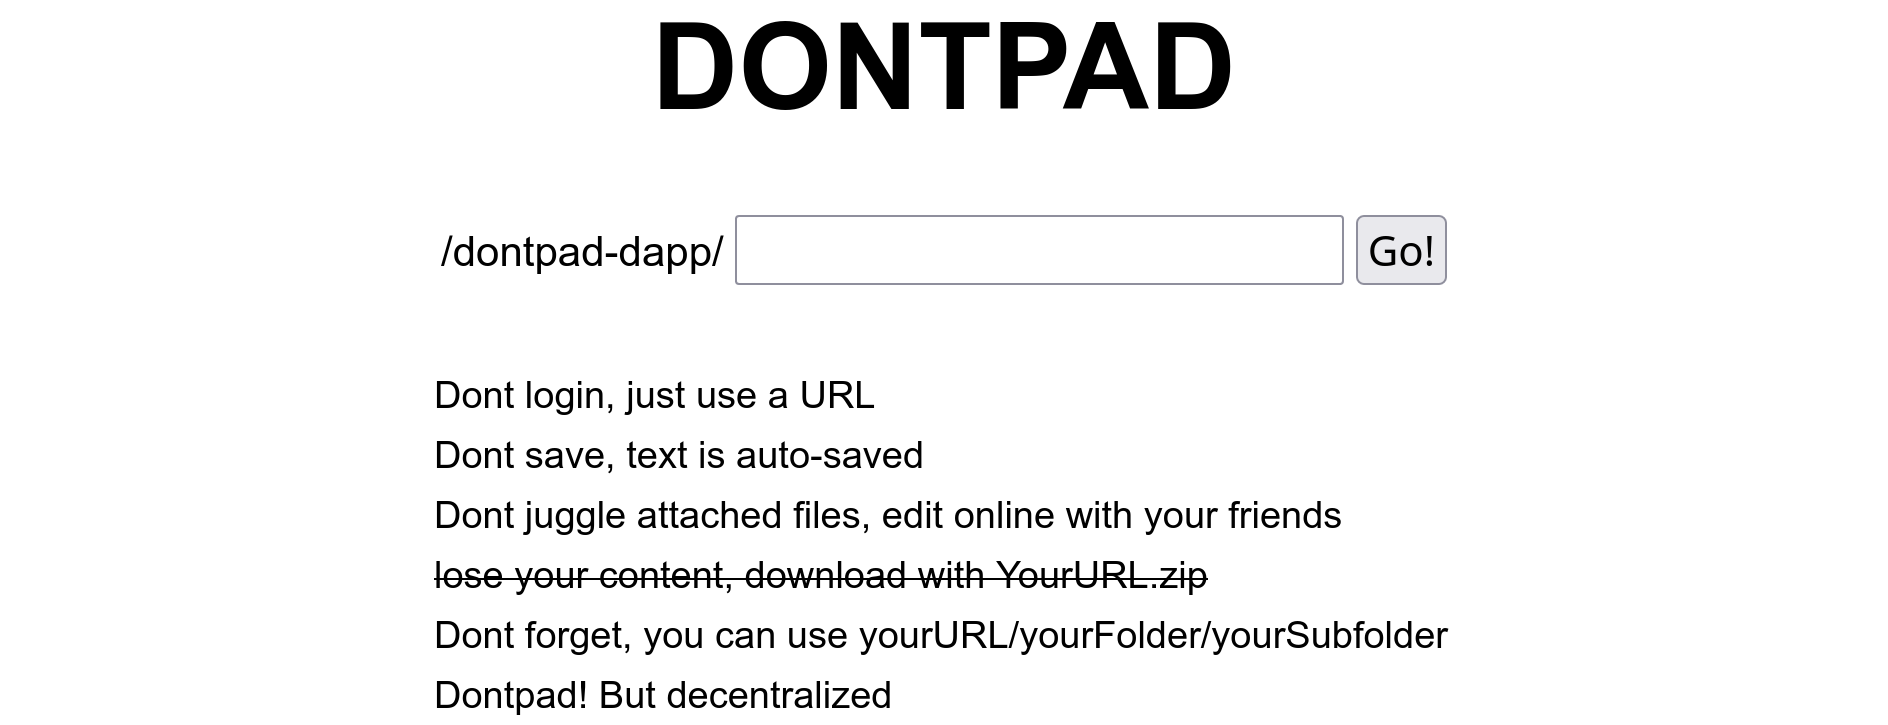 DONTPAD
/dontpad-dapp/ Go!
Dont login, just use a URL
Dont save, text is auto-saved
Dont juggle attached files, edit online with your friends
lose your content, download with YourURL.zip
Dont forget, you can use yourURL/yourFolder/yourSubfolder
Dontpad! But decentralized